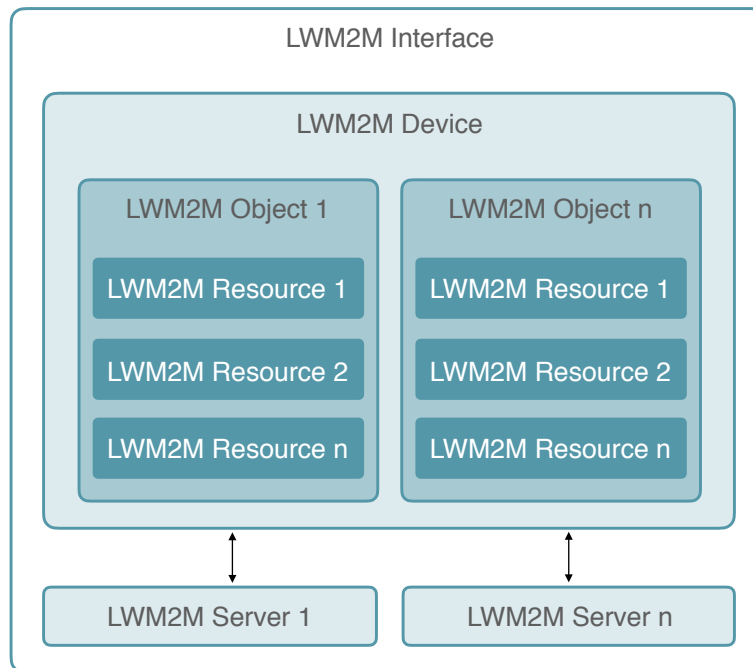 LWM2M Interface
LWM2M Device
LWM2M Object 1
LWM2M Resource 1
LWM2M Resource 2
LWM2M Resource n
LWM2M Object n
LWM2M Resource 1
LWM2M Resource 2
LWM2M Resource n
LWM2M Server 1
LWM2M Server n